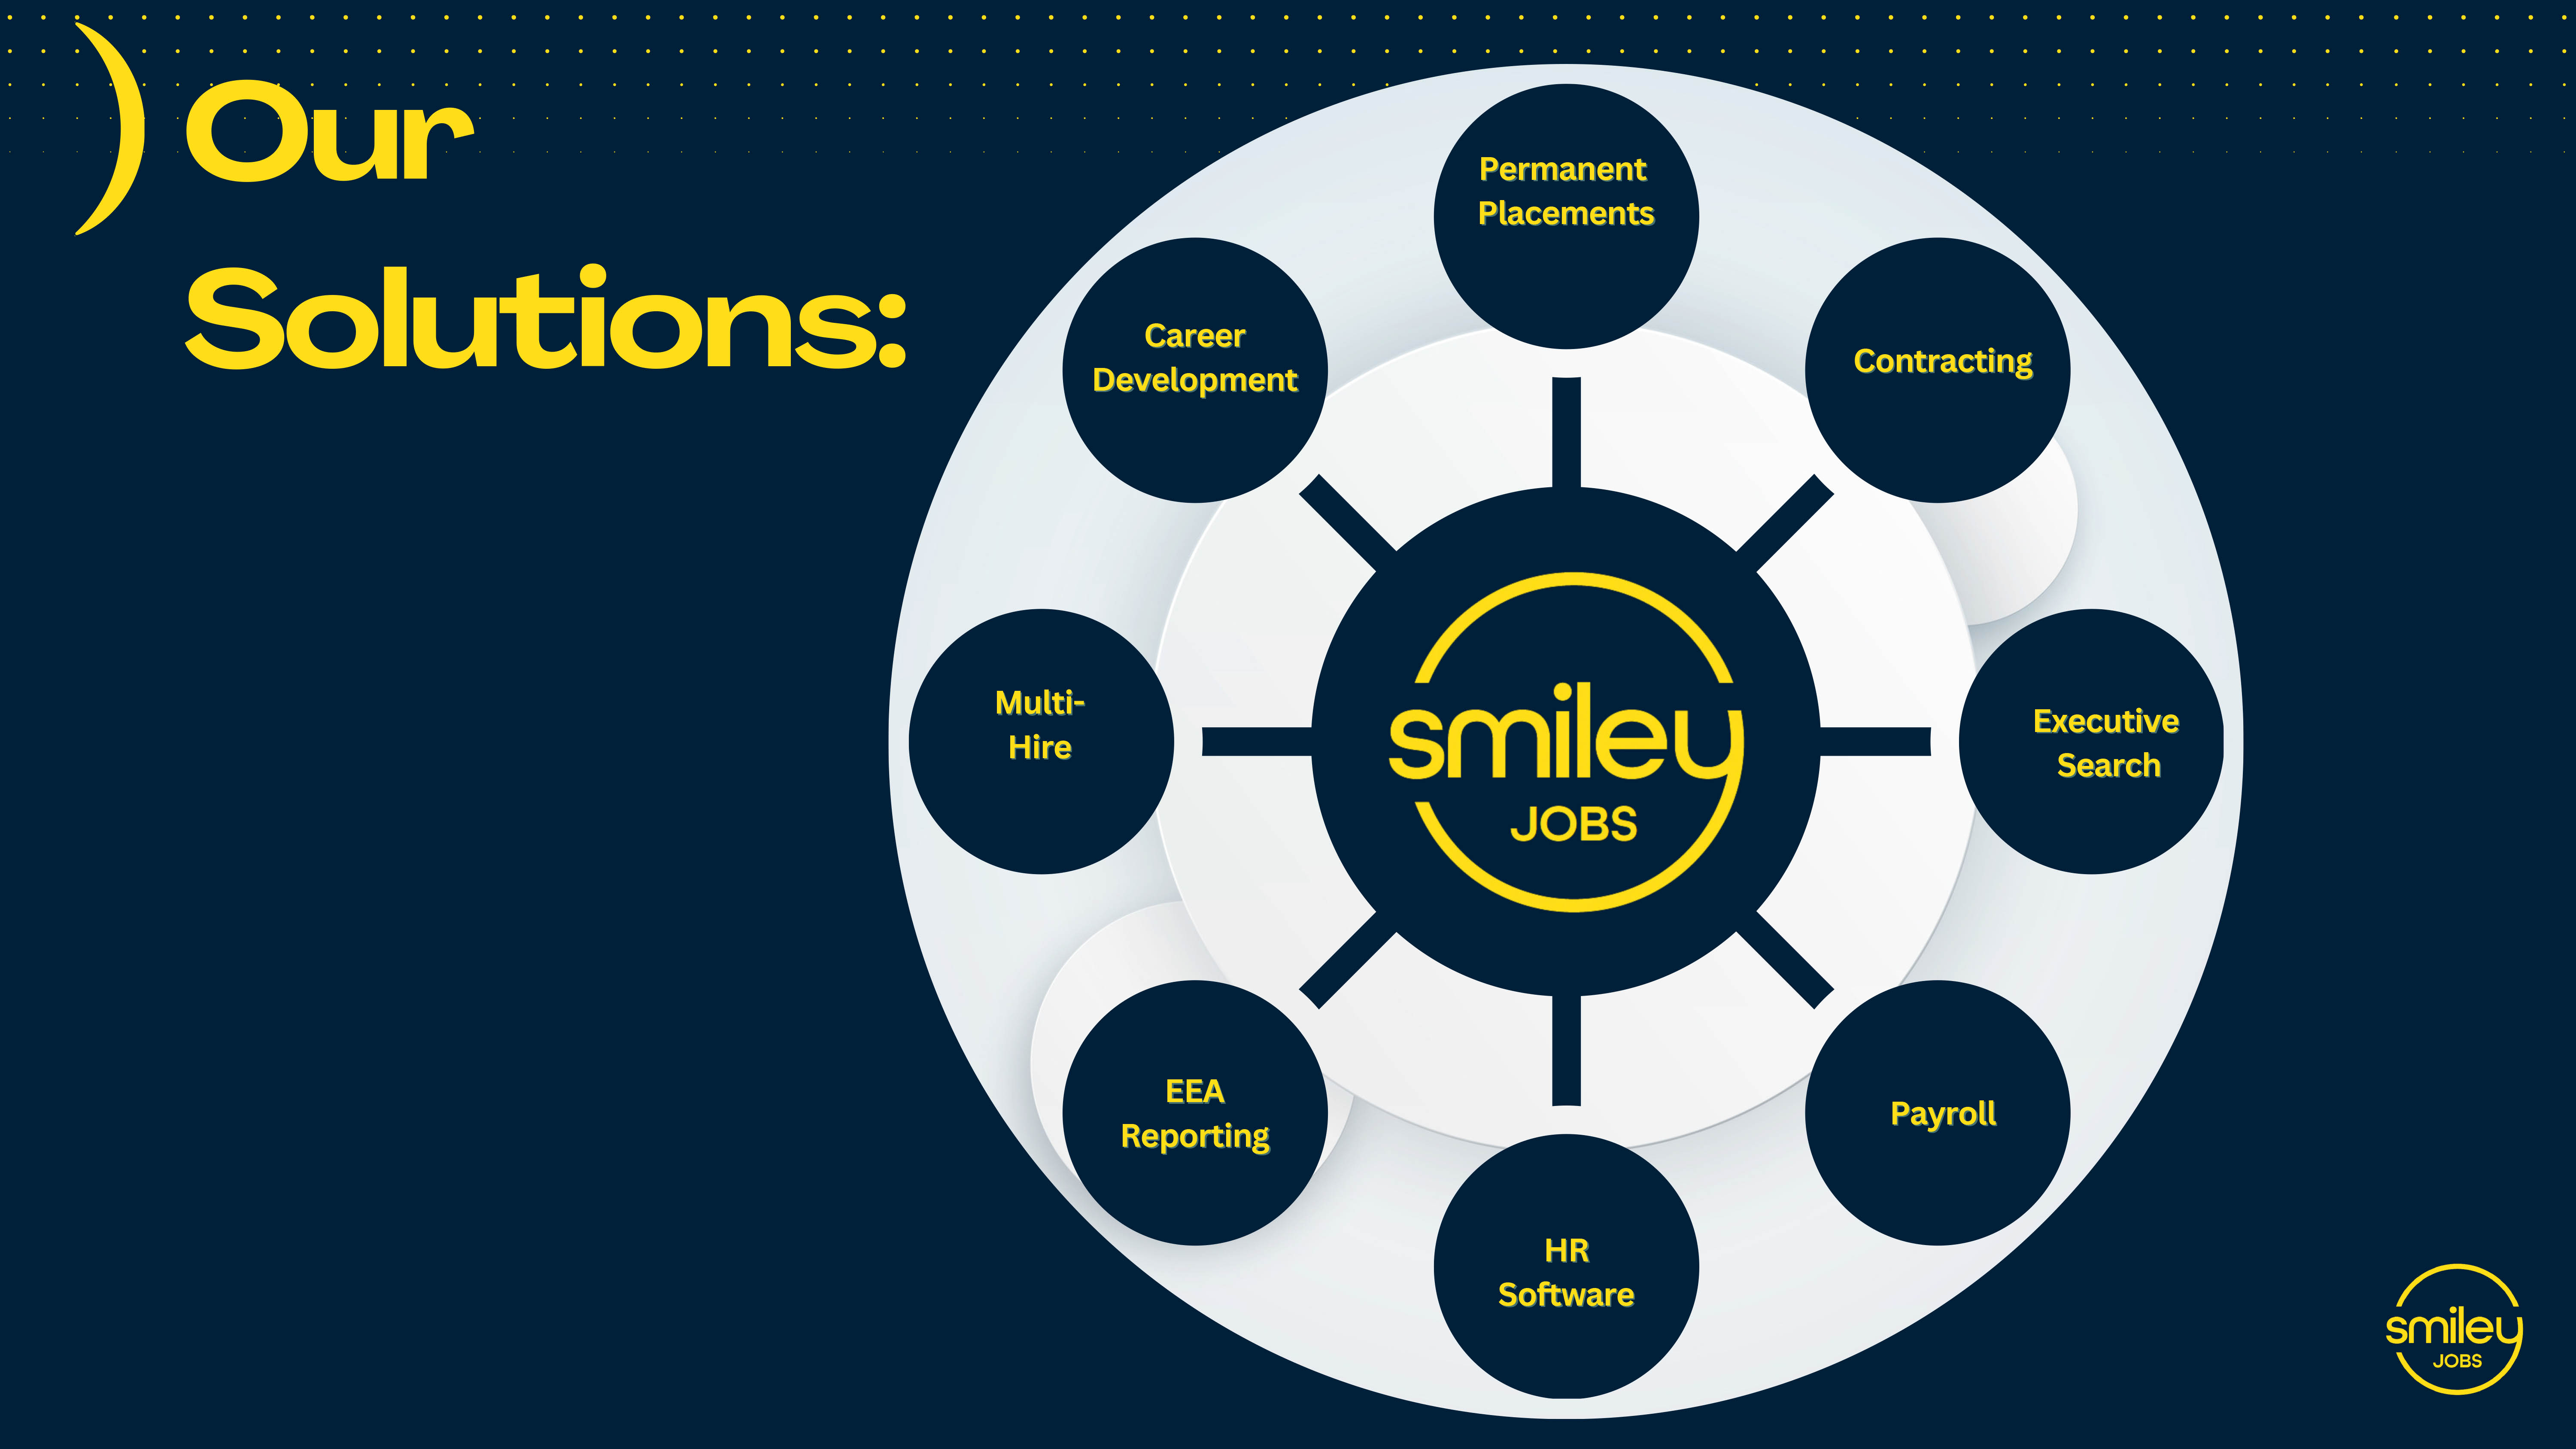 Our
Solutions:
Permanent
Placements
Contracting
Executive
Search
Payroll
HR
Software
EEA
Reporting
Multi-
Hire
Career
Development
smiley
JOBS
smiley
JOBS